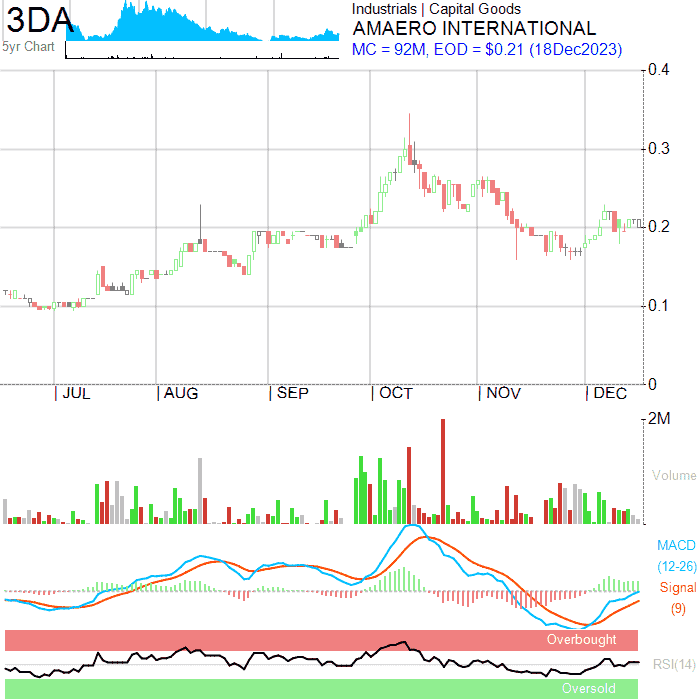 3DA
5yr Chart
Industrials | Capital Goods
AMAERO INTERNATIONAL
MC = 92M, EOD = $0.21 (18Dec2023)
0.4
0.3
0.2
0.1
0
| JUL | AUG | SEP | OCT | NOV | DEC
2M
Volume
MACD
(12-26)
Signal
(9)
Overbought
RSI(14)
Oversold